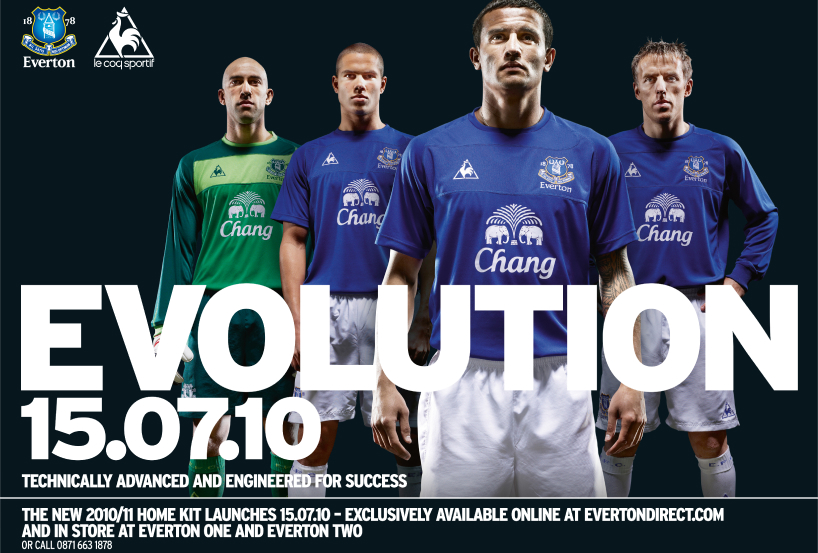 18 78
Everton
le coq sportif
Chang
Chang
Everton
Chang
Everton
Chang
EVOLUTION
15.07.10
TECHNICALLY ADVANCED AND ENGINEERED FOR SUCCESS
THE NEW 2010/11 HOME KIT LAUNCHES 15.07.10 – EXCLUSIVELY AVAILABLE ONLINE AT EVERTONDIRECT.COM
AND IN STORE AT EVERTON ONE AND EVERTON TWO
OR CALL 0871 663 1878